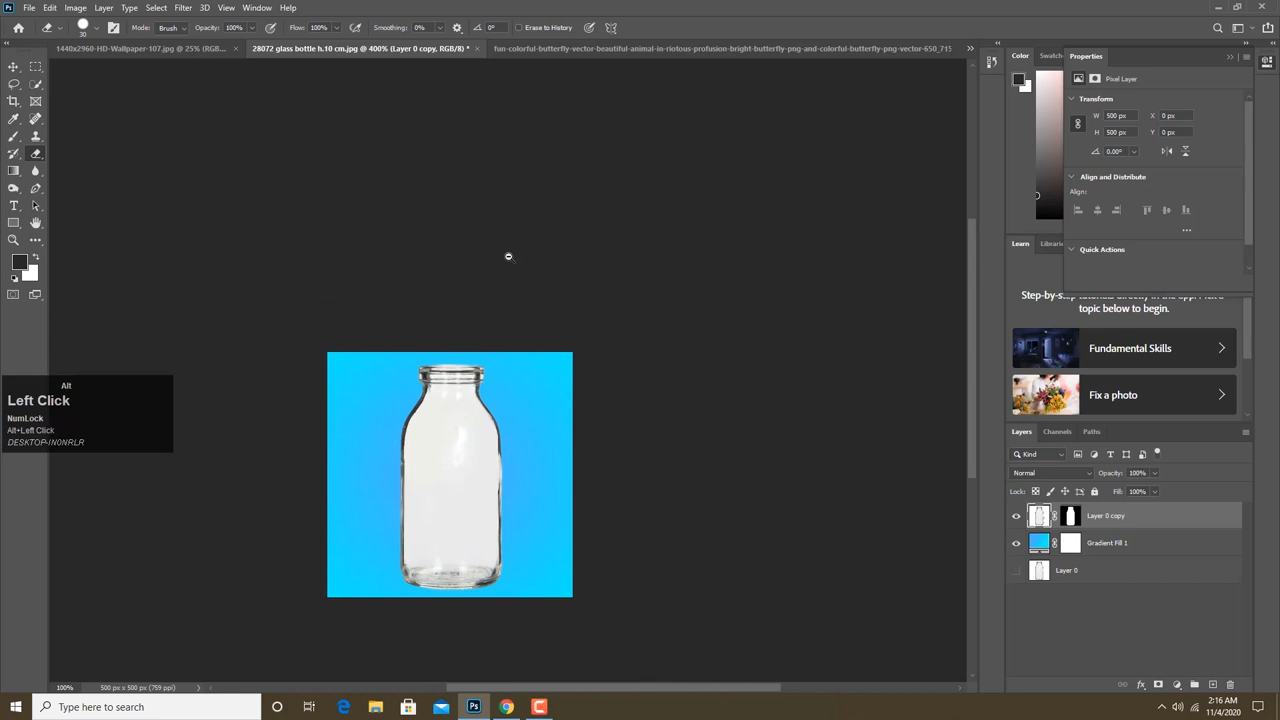 File Edit Image Layer Type Select Filter 3D View Window Help
Mode: Brush Opacity: 100% Flow: 100% Smoothing: 0% 0° Erase to History
30
1440x2960-HD-Wallpaper-107.jpg @ 25% (RG... × 28072 glass bottle h.10 cm.jpg @ 400% (Layer 0 copy, RGB/8) * × fun-colorful-butterfly-vector-beautiful-animal-in-riotous-profusion-bright-butterfly-png-and-colorful-butterfly-png-vector-650_715
Color Swatch
Properties
Pixel Layer
Transform
W 500 px X 0 px
H 500 px Y 0 px
0.00°
Align and Distribute
Align:
Quick Actions
Learn Librarie
Step-by-step tutorials directly in the app. Pick a
topic below to begin.
Fundamental Skills
Fix a photo
Alt
Left Click
NumLock
Alt+Left Click
DESKTOP-IN0NRLR
Layers Channels Paths
Kind
Normal Opacity: 100%
Lock: Fill: 100%
Layer 0 copy
Gradient Fill 1
Layer 0
100% 500 px x 500 px (759 ppi)
Type here to search
2:16 AM
11/4/2020